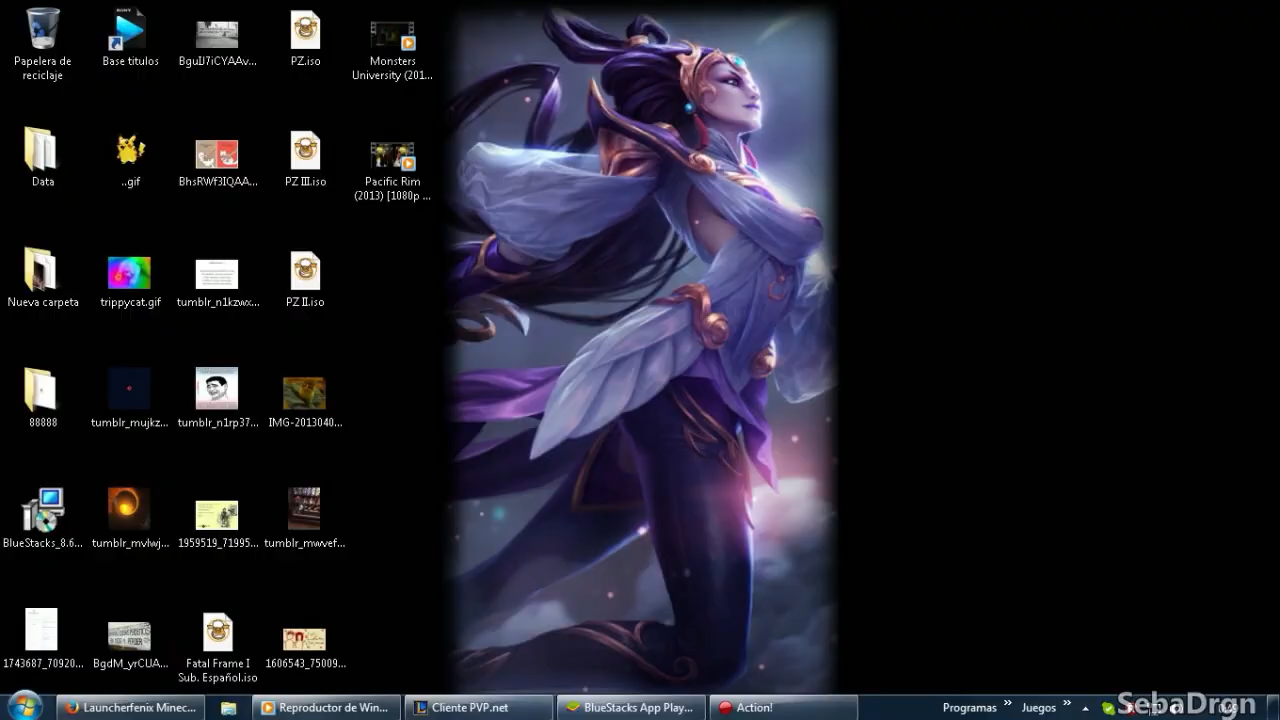 Papelera de
reciclaje
SONY
Base titulos
BguIJ7iCYAAv...
PZ.iso
Monsters
University (201...
Data
..gif
BhsRWf3IQAA...
PZ III.iso
Pacific Rim
(2013) [1080p ...
Nueva carpeta
trippycat.gif
tumblr_n1kzwx...
PZ II.iso
88888
tumblr_mujkz...
tumblr_n1rp37...
IMG-2013040...
BlueStacks_8.6...
tumblr_mvlwj...
1959519_71995...
tumblr_mwvef...
1743687_70920...
BgdM_yrCUA...
Fatal Frame I
Sub. Español.iso
1606543_75009...
Launcherfenix Minec...
Reproductor de Win...
Cliente PVP.net
BlueStacks App Play...
Action!
Programas »
Juegos »
SebaDrgn